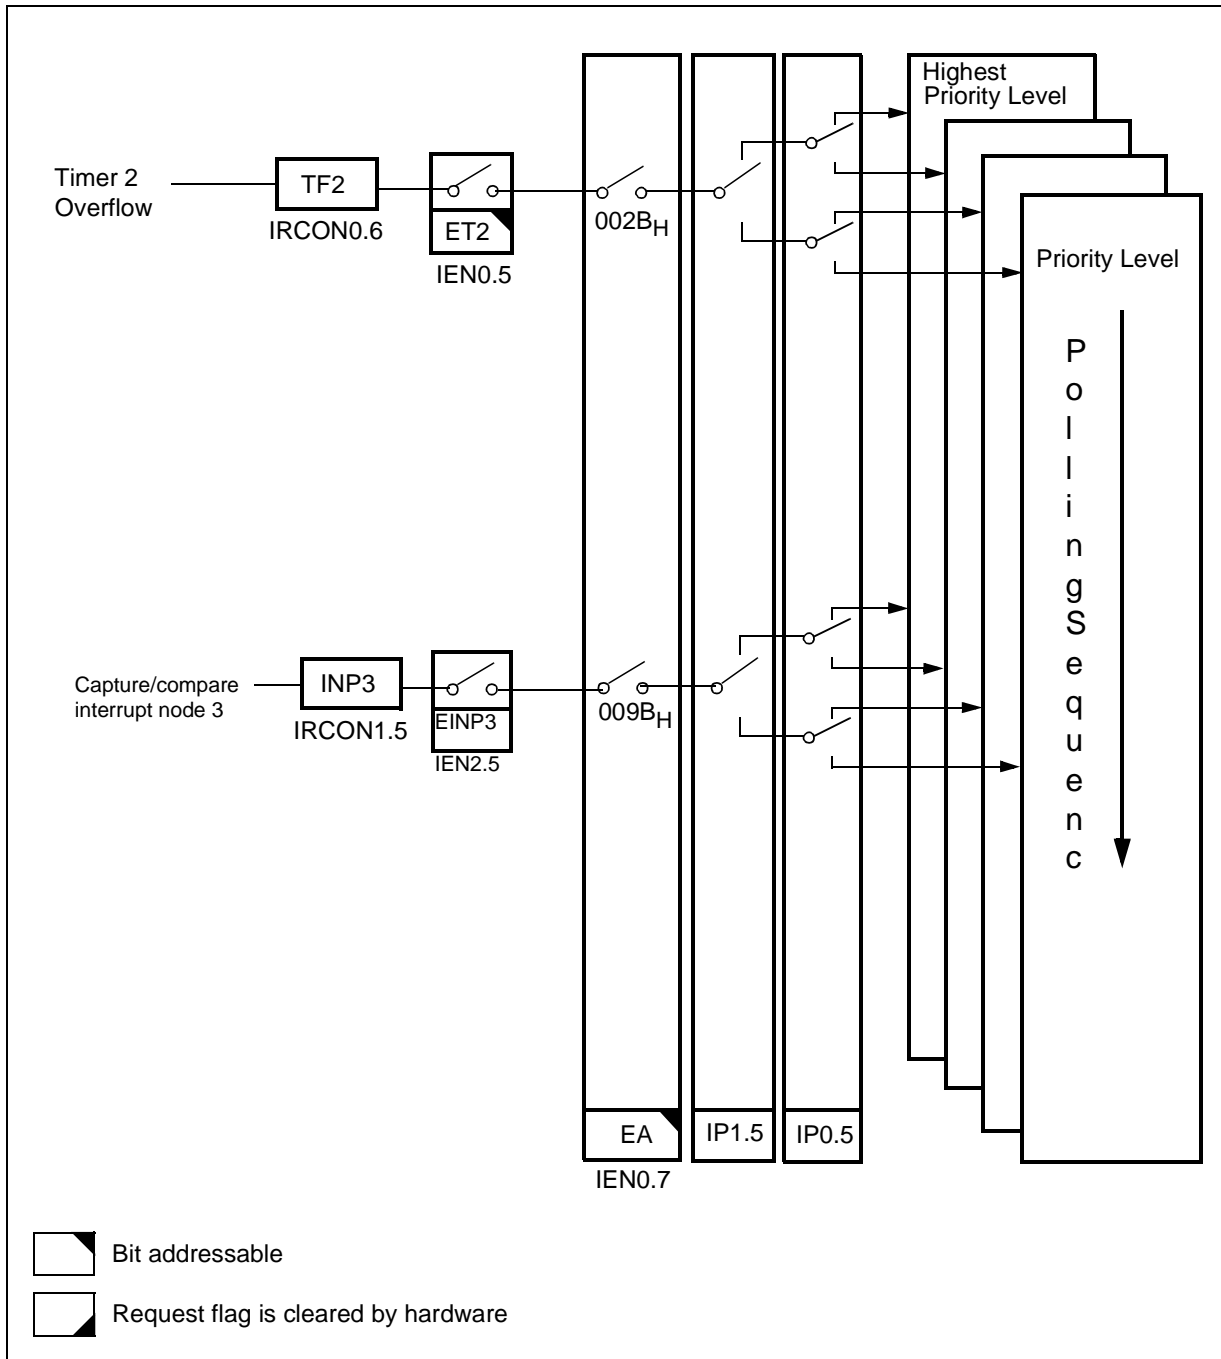 Highest
Priority Level
Timer 2
Overflow
TF2
IRCON0.6
ET2
IEN0.5
002BH
Priority Level
P
o
l
l
i
n
g
S
e
q
u
e
n
c
Capture/compare
interrupt node 3
INP3
IRCON1.5
EINP3
IEN2.5
009BH
EA
IEN0.7
IP1.5
IP0.5
Bit addressable
Request flag is cleared by hardware